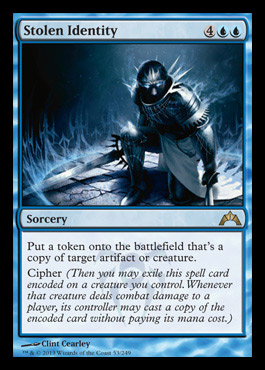 Stolen Identity 4
Sorcery
Put a token onto the battlefield that's a
copy of target artifact or creature.
Cipher (Then you may exile this spell card
encoded on a creature you control. Whenever
that creature deals combat damage to a
player, its controller may cast a copy of the
encoded card without paying its mana cost.)
Clint Cearley
™ & © 2013 Wizards of the Coast 53/249